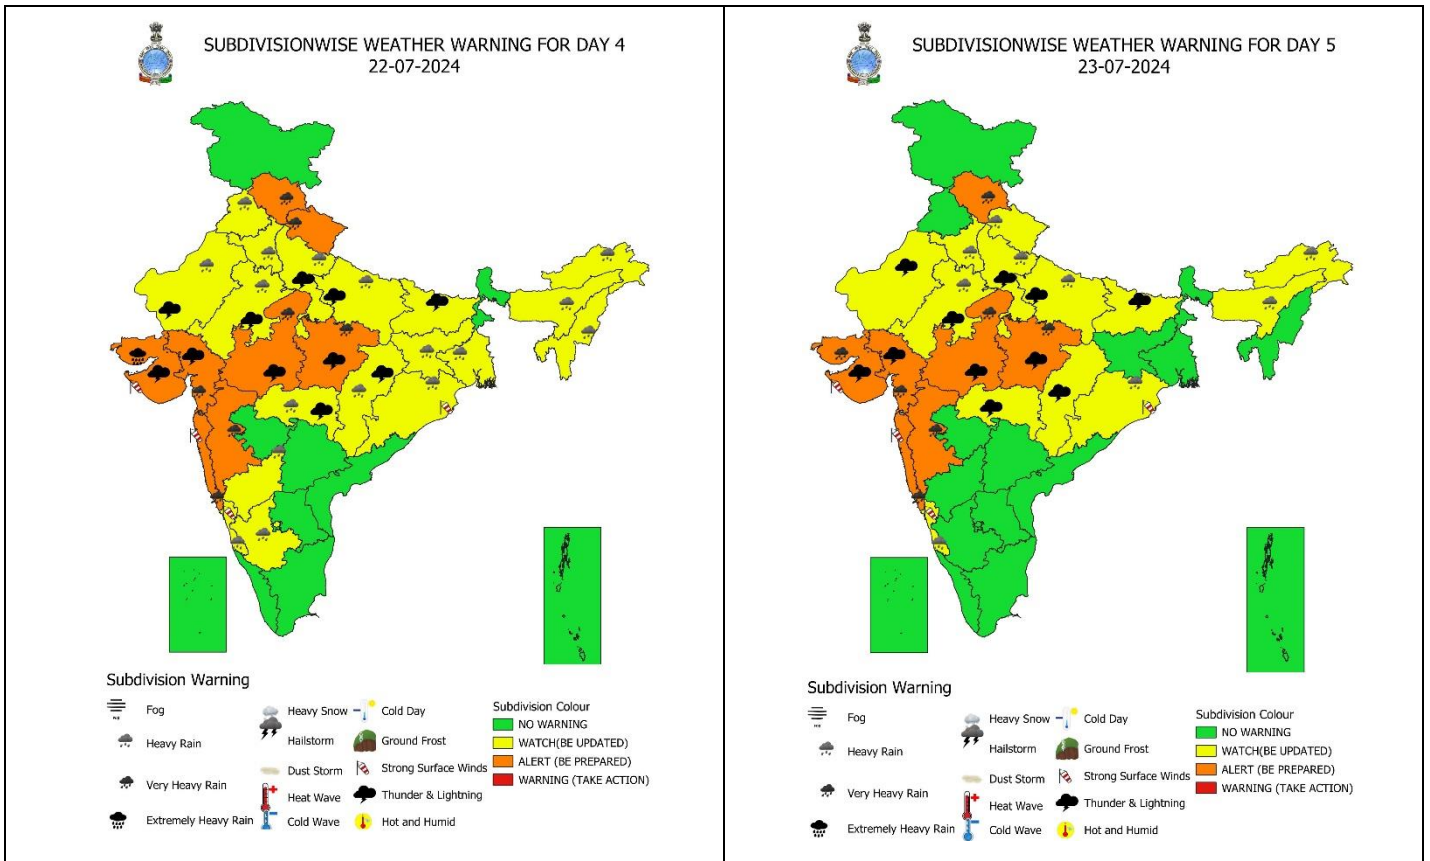 SUBDIVISIONWISE WEATHER WARNING FOR DAY 4
22-07-2024
Subdivision Warning
Fog
Heavy Rain
Very Heavy Rain
Extremely Heavy Rain
Heavy Snow
Hailstorm
Dust Storm
Heat Wave
Cold Wave
Cold Day
Ground Frost
Strong Surface Winds
Thunder & Lightning
Hot and Humid
Subdivision Colour
NO WARNING
WATCH(BE UPDATED)
ALERT (BE PREPARED)
WARNING (TAKE ACTION)
SUBDIVISIONWISE WEATHER WARNING FOR DAY 5
23-07-2024
Subdivision Warning
Fog
Heavy Rain
Very Heavy Rain
Extremely Heavy Rain
Heavy Snow
Hailstorm
Dust Storm
Heat Wave
Cold Wave
Cold Day
Ground Frost
Strong Surface Winds
Thunder & Lightning
Hot and Humid
Subdivision Colour
NO WARNING
WATCH(BE UPDATED)
ALERT (BE PREPARED)
WARNING (TAKE ACTION)